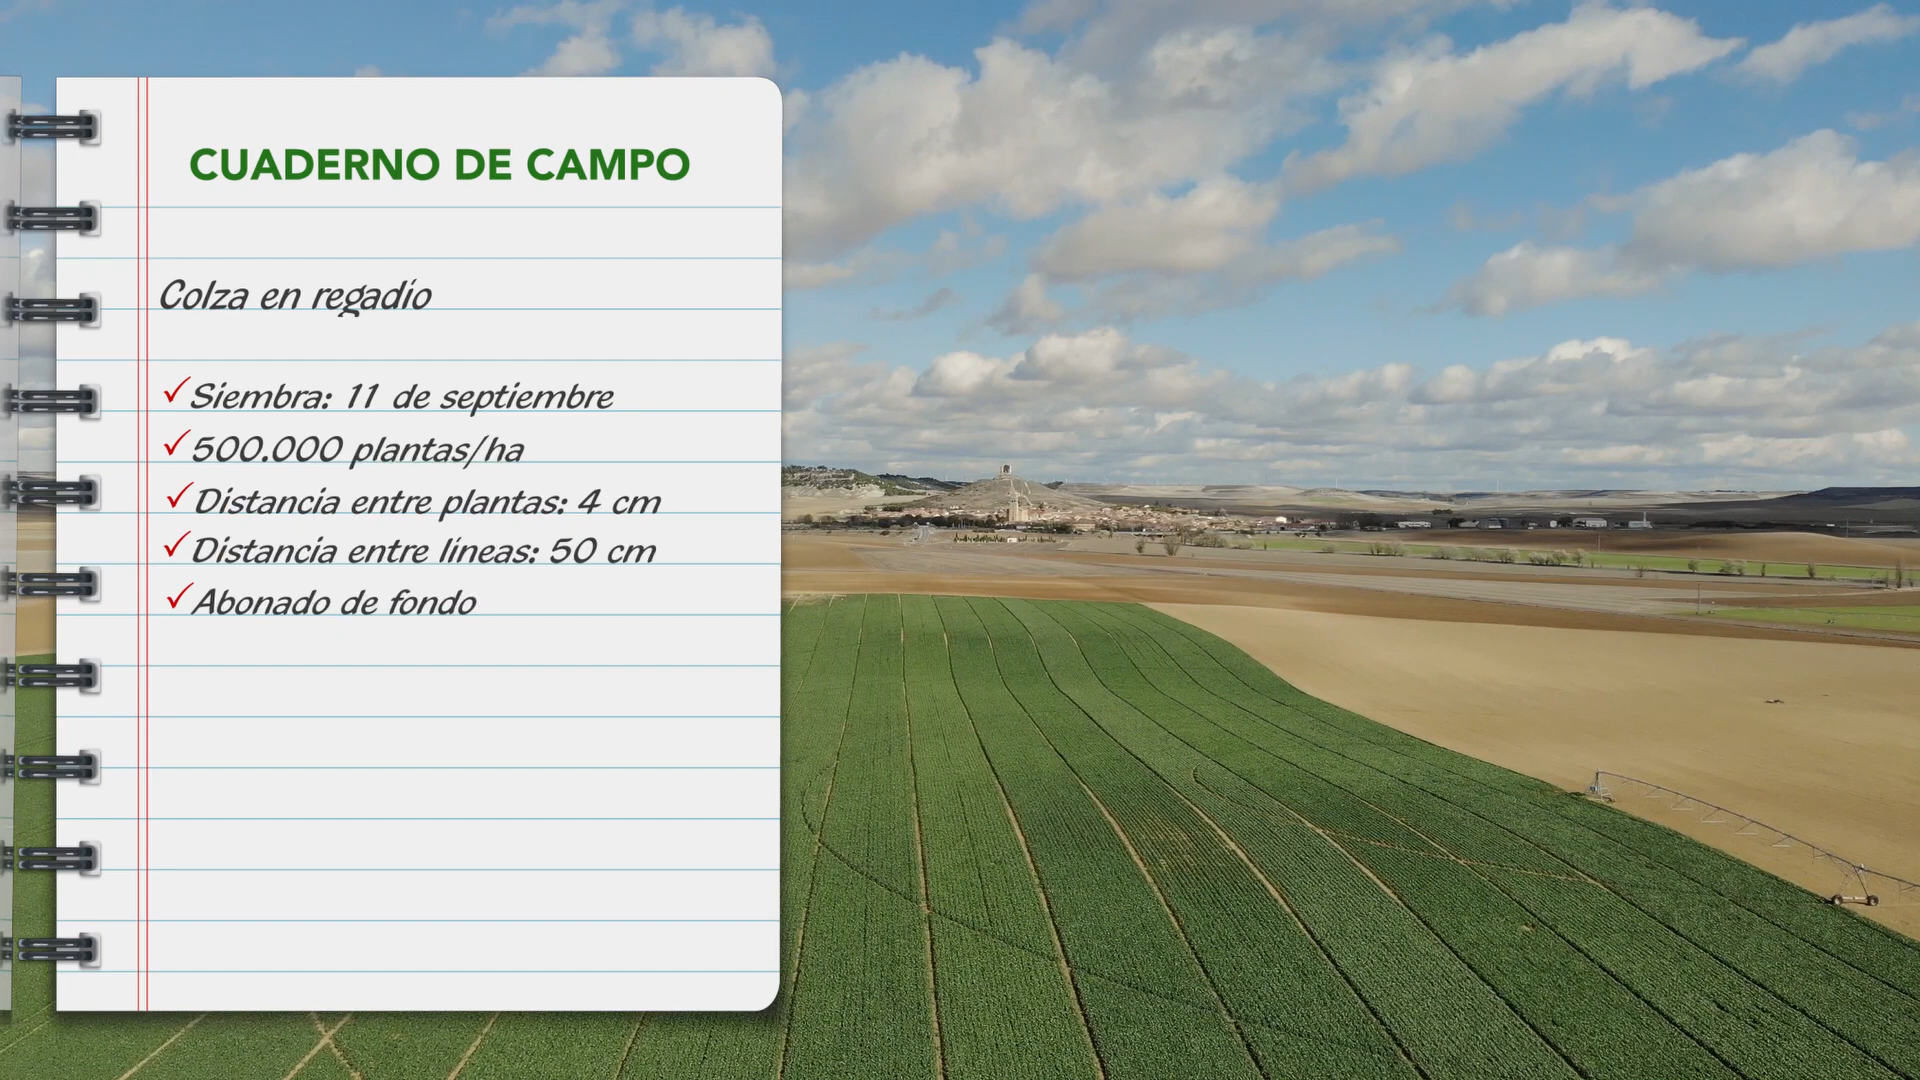 CUADERNO DE CAMPO
Colza en regadío
✓Siembra: 11 de septiembre
✓500.000 plantas/ha
✓Distancia entre plantas: 4 cm
✓Distancia entre líneas: 50 cm
✓Abonado de fondo